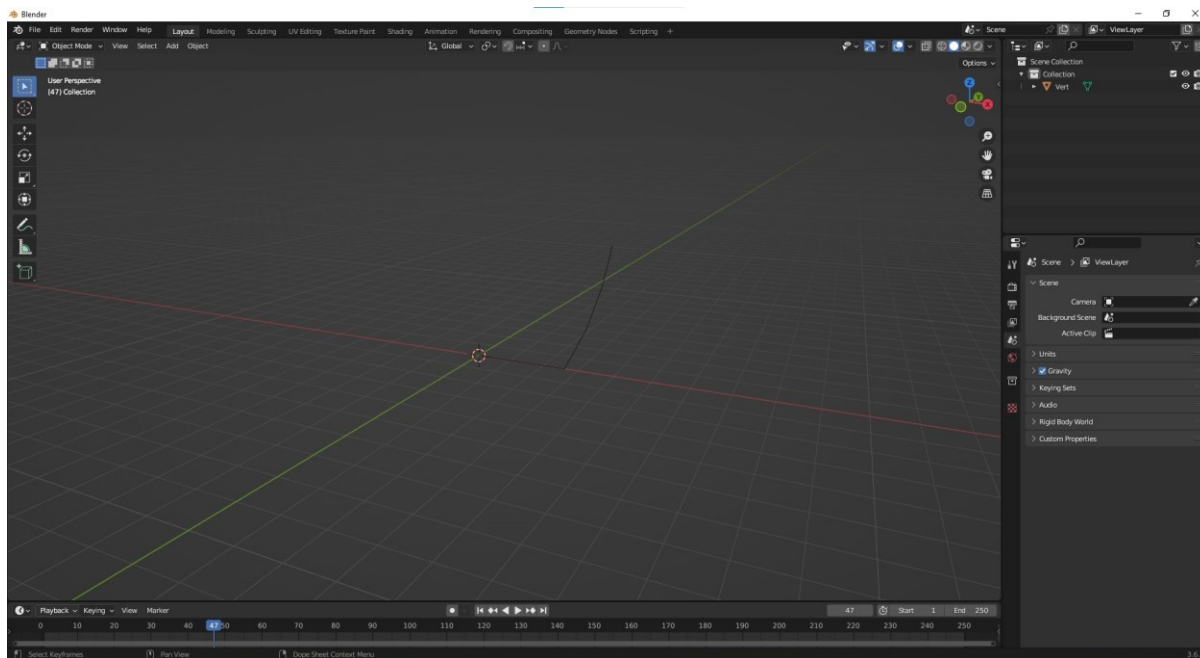 Blender
File Edit Render Window Help Layout Modeling Sculpting UV Editing Texture Paint Shading Animation Rendering Compositing Geometry Nodes Scripting + Scene ViewLayer
Object Mode View Select Add Object Global
Options
User Perspective
(47) Collection
Z
Y
X
Scene Collection
Collection
Vert
Scene > ViewLayer
Scene
Camera
Background Scene
Active Clip
Units
Gravity
Keying Sets
Audio
Rigid Body World
Custom Properties
Playback Keying View Marker 47 Start 1 End 250
0 10 20 30 40 47 50 60 70 80 90 100 110 120 130 140 150 160 170 180 190 200 210 220 230 240 250
Select Keyframes Pan View Dope Sheet Context Menu 3.6